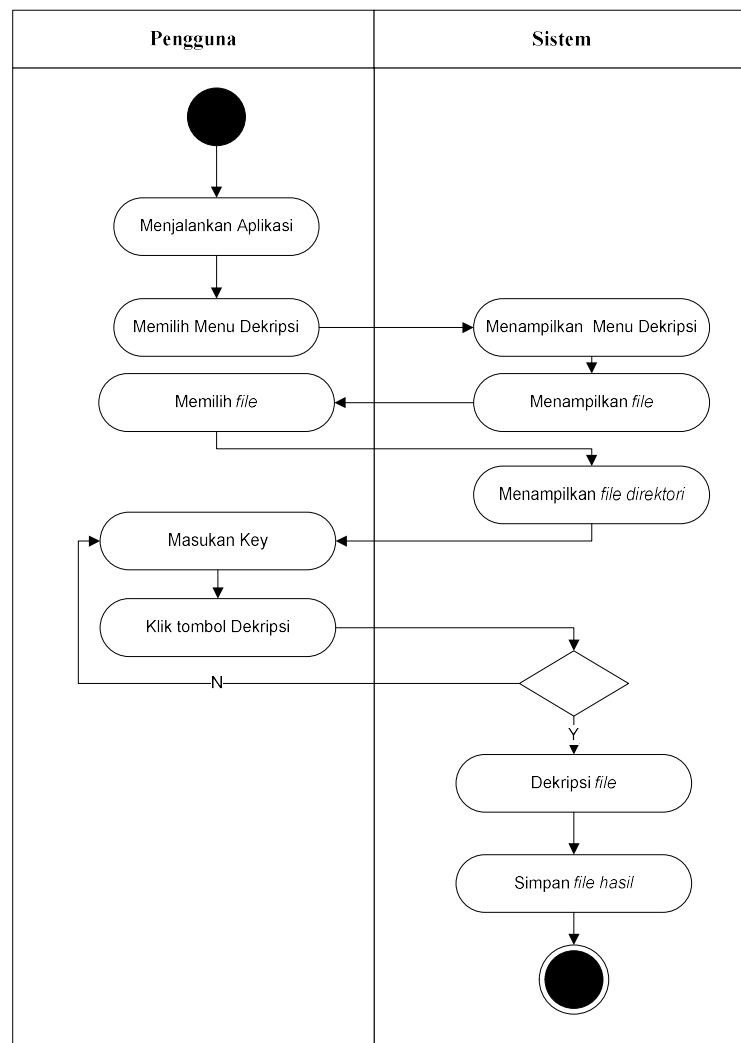 Pengguna
Sistem
Menjalankan Aplikasi
Memilih Menu Dekripsi
Menampilkan Menu Dekripsi
Memilih file
Menampilkan file
Menampilkan file direktori
Masukan Key
Klik tombol Dekripsi
N
Y
Dekripsi file
Simpan file hasil